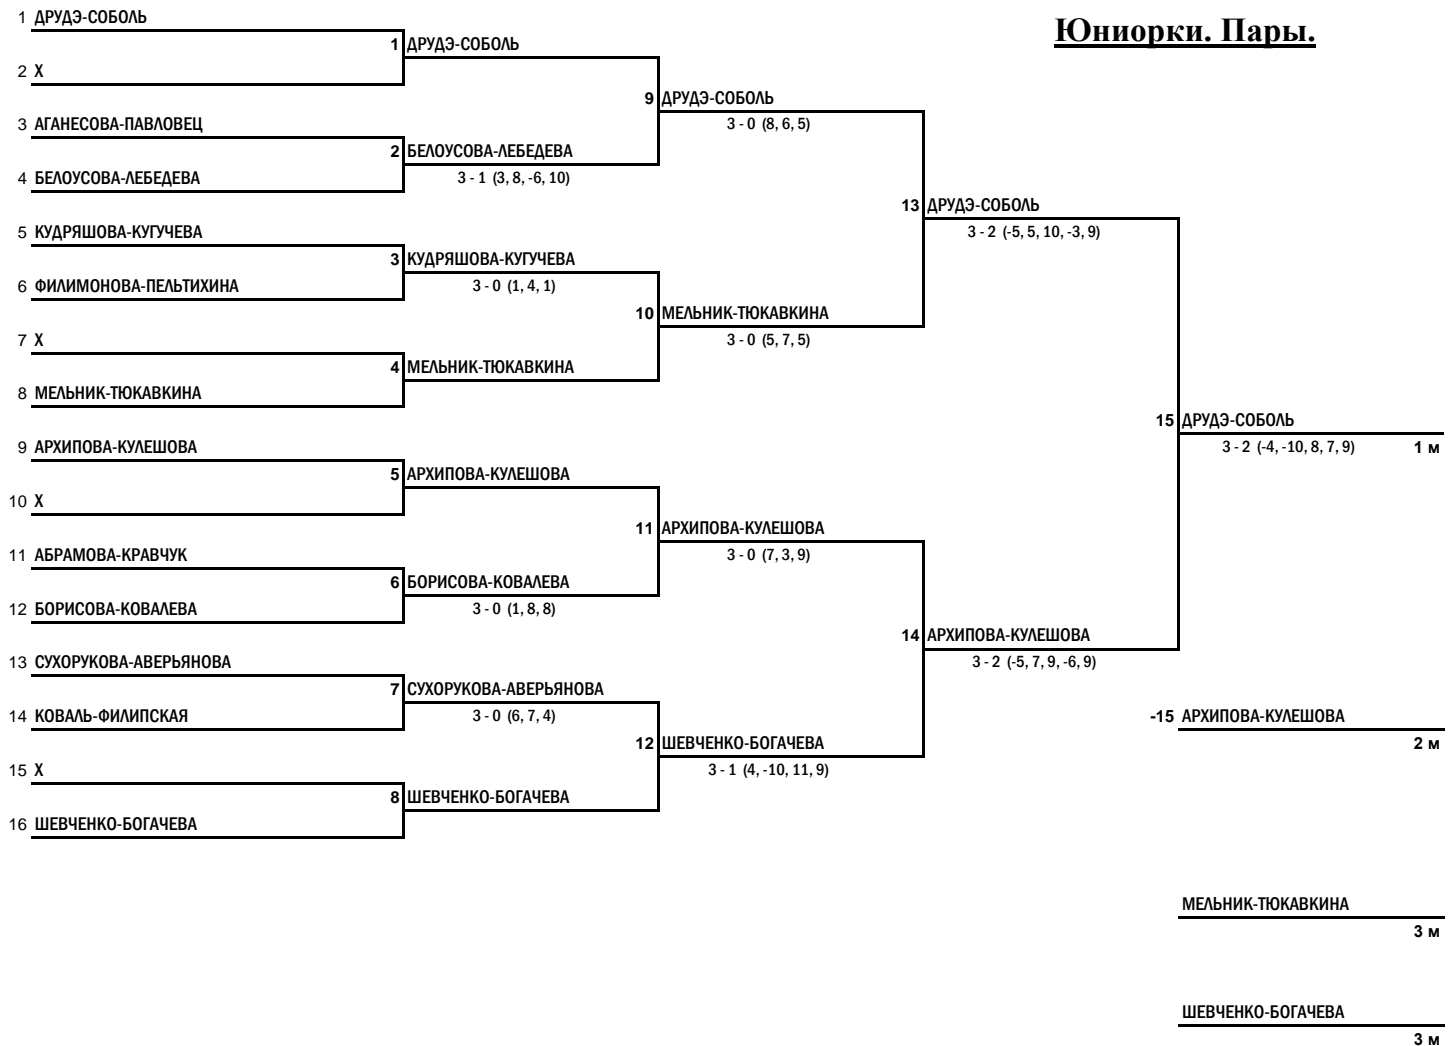 Юниорки. Пары.
1 ДРУДЭ-СОБОЛЬ
1 ДРУДЭ-СОБОЛЬ
2 X
9 ДРУДЭ-СОБОЛЬ
3 - 0 (8, 6, 5)
3 АГАНЕСОВА-ПАВЛОВЕЦ
2 БЕЛОУСОВА-ЛЕБЕДЕВА
3 - 1 (3, 8, -6, 10)
4 БЕЛОУСОВА-ЛЕБЕДЕВА
13 ДРУДЭ-СОБОЛЬ
3 - 2 (-5, 5, 10, -3, 9)
5 КУДРЯШОВА-КУГУЧЕВА
3 КУДРЯШОВА-КУГУЧЕВА
3 - 0 (1, 4, 1)
6 ФИЛИМОНОВА-ПЕЛЬТИХИНА
10 МЕЛЬНИК-ТЮКАВКИНА
3 - 0 (5, 7, 5)
7 X
4 МЕЛЬНИК-ТЮКАВКИНА
8 МЕЛЬНИК-ТЮКАВКИНА
15 ДРУДЭ-СОБОЛЬ
3 - 2 (-4, -10, 8, 7, 9) 1 м
9 АРХИПОВА-КУЛЕШОВА
5 АРХИПОВА-КУЛЕШОВА
10 X
11 АРХИПОВА-КУЛЕШОВА
3 - 0 (7, 3, 9)
11 АБРАМОВА-КРАВЧУК
6 БОРИСОВА-КОВАЛЕВА
3 - 0 (1, 8, 8)
12 БОРИСОВА-КОВАЛЕВА
14 АРХИПОВА-КУЛЕШОВА
3 - 2 (-5, 7, 9, -6, 9)
13 СУХОРУКОВА-АВЕРЬЯНОВА
7 СУХОРУКОВА-АВЕРЬЯНОВА
3 - 0 (6, 7, 4)
14 КОВАЛЬ-ФИЛИПСКАЯ
-15 АРХИПОВА-КУЛЕШОВА
2 м
12 ШЕВЧЕНКО-БОГАЧЕВА
3 - 1 (4, -10, 11, 9)
15 X
8 ШЕВЧЕНКО-БОГАЧЕВА
16 ШЕВЧЕНКО-БОГАЧЕВА
МЕЛЬНИК-ТЮКАВКИНА
3 м
ШЕВЧЕНКО-БОГАЧЕВА
3 м